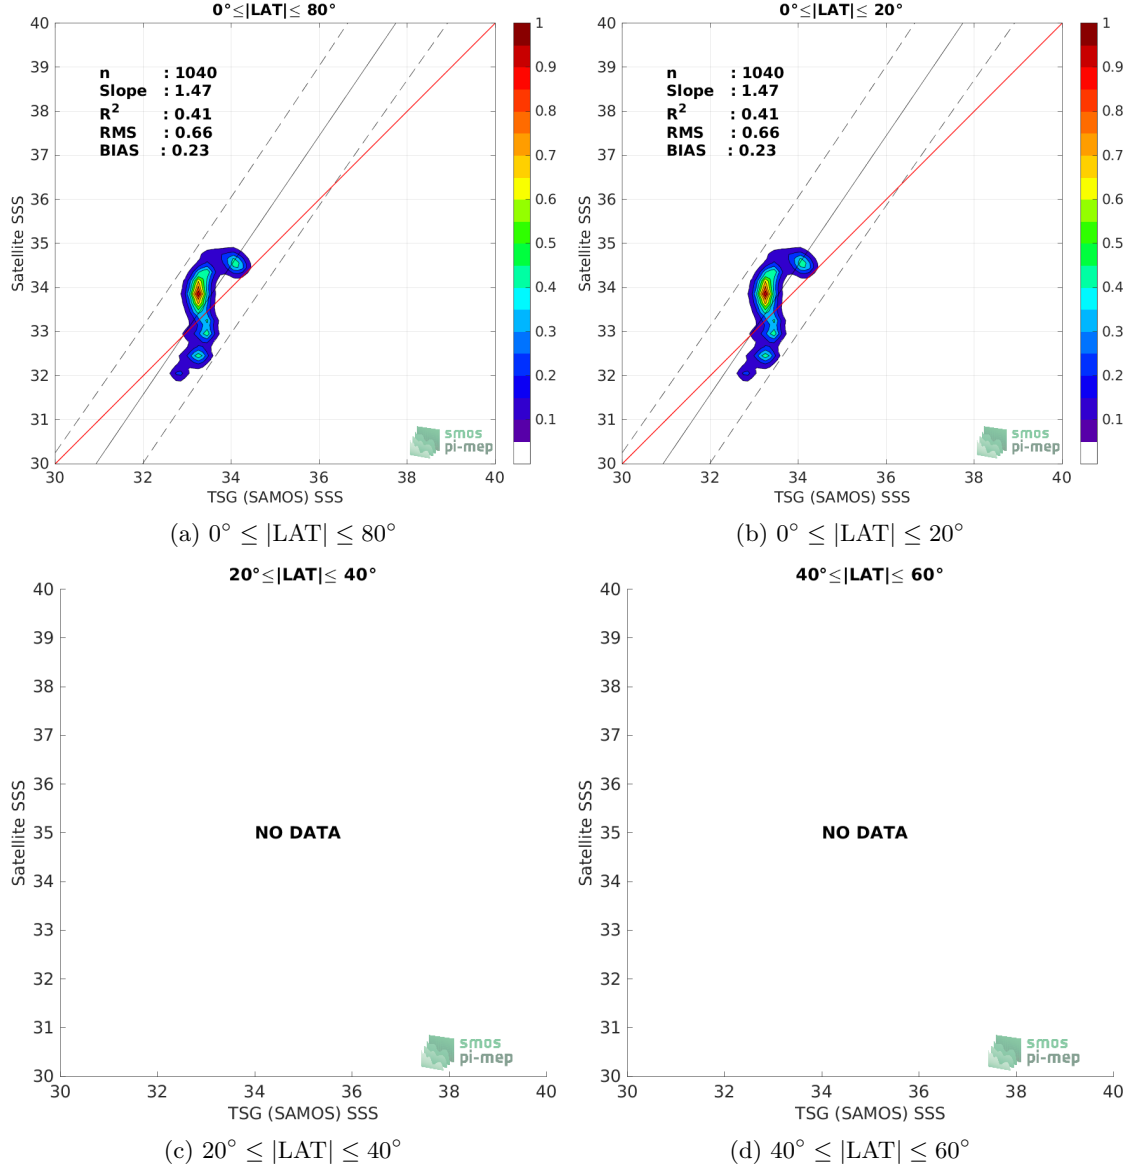 0°≤|LAT|≤ 80°
40
39
38
37
36
35
34
33
32
31
30
n : 1040
Slope : 1.47
R² : 0.41
RMS : 0.66
BIAS : 0.23
Satellite SSS
smos
pi-mep
30 32 34 36 38 40
TSG (SAMOS) SSS
1
0.9
0.8
0.7
0.6
0.5
0.4
0.3
0.2
0.1
(a) 0° ≤ |LAT| ≤ 80°
0°≤|LAT|≤ 20°
40
39
38
37
36
35
34
33
32
31
30
n : 1040
Slope : 1.47
R² : 0.41
RMS : 0.66
BIAS : 0.23
Satellite SSS
smos
pi-mep
30 32 34 36 38 40
TSG (SAMOS) SSS
1
0.9
0.8
0.7
0.6
0.5
0.4
0.3
0.2
0.1
(b) 0° ≤ |LAT| ≤ 20°
20°≤|LAT|≤ 40°
40
39
38
37
36
35
34
33
32
31
30
Satellite SSS
NO DATA
smos
pi-mep
30 32 34 36 38 40
TSG (SAMOS) SSS
(c) 20° ≤ |LAT| ≤ 40°
40°≤|LAT|≤ 60°
40
39
38
37
36
35
34
33
32
31
30
Satellite SSS
NO DATA
smos
pi-mep
30 32 34 36 38 40
TSG (SAMOS) SSS
(d) 40° ≤ |LAT| ≤ 60°